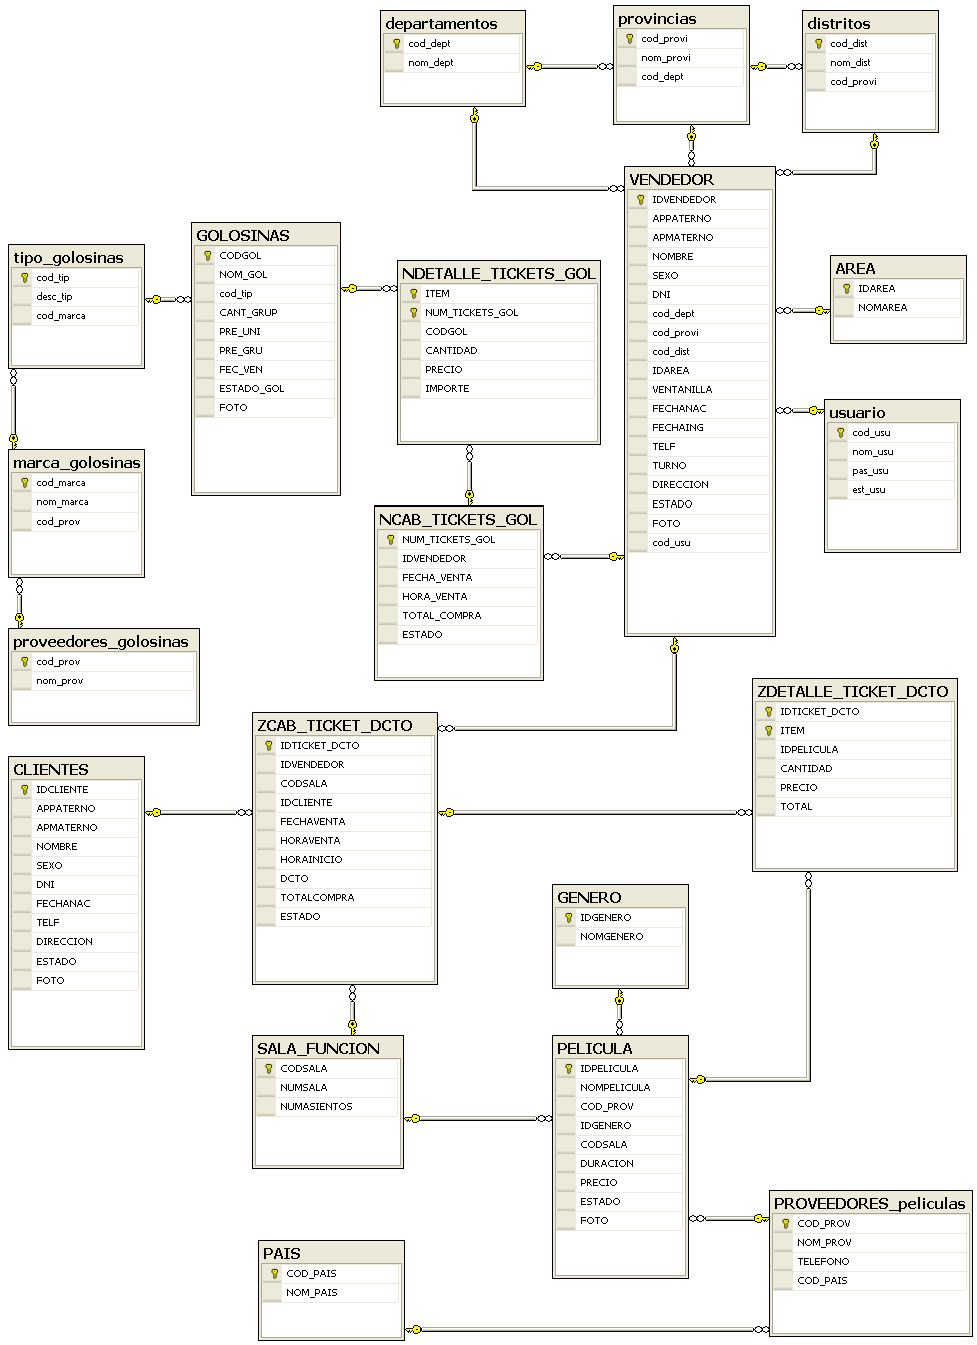 departamentos
cod_dept
nom_dept
provincias
cod_provi
nom_provi
cod_dept
distritos
cod_dist
nom_dist
cod_provi
VENDEDOR
IDVENDEDOR
APPATERNO
APMATERNO
NOMBRE
SEXO
DNI
cod_dept
cod_provi
cod_dist
IDAREA
VENTANILLA
FECHANAC
FECHAING
TELF
TURNO
DIRECCION
ESTADO
FOTO
cod_usu
tipo_golosinas
cod_tip
desc_tip
cod_marca
GOLOSINAS
CODGOL
NOM_GOL
cod_tip
CANT_GRUP
PRE_UNI
PRE_GRU
FEC_VEN
ESTADO_GOL
FOTO
NDETALLE_TICKETS_GOL
ITEM
NUM_TICKETS_GOL
CODGOL
CANTIDAD
PRECIO
IMPORTE
AREA
IDAREA
NOMAREA
usuario
cod_usu
nom_usu
pas_usu
est_usu
marca_golosinas
cod_marca
nom_marca
cod_prov
NCAB_TICKETS_GOL
NUM_TICKETS_GOL
IDVENDEDOR
FECHA_VENTA
HORA_VENTA
TOTAL_COMPRA
ESTADO
proveedores_golosinas
cod_prov
nom_prov
ZCAB_TICKET_DCTO
IDTICKET_DCTO
IDVENDEDOR
CODSALA
IDCLIENTE
FECHAVENTA
HORAVENTA
HORAINICIO
DCTO
TOTALCOMPRA
ESTADO
ZDETALLE_TICKET_DCTO
IDTICKET_DCTO
ITEM
IDPELICULA
CANTIDAD
PRECIO
TOTAL
CLIENTES
IDCLIENTE
APPATERNO
APMATERNO
NOMBRE
SEXO
DNI
FECHANAC
TELF
DIRECCION
ESTADO
FOTO
GENERO
IDGENERO
NOMGENERO
SALA_FUNCION
CODSALA
NUMSALA
NUMASIENTOS
PELICULA
IDPELICULA
NOMPELICULA
COD_PROV
IDGENERO
CODSALA
DURACION
PRECIO
ESTADO
FOTO
PROVEEDORES_peliculas
COD_PROV
NOM_PROV
TELEFONO
COD_PAIS
PAIS
COD_PAIS
NOM_PAIS